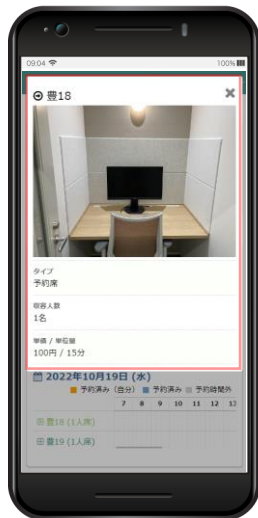 09:04
100%
豊18
タイプ
予約席
収容人数
1名
単価 / 単位量
100円 / 15分
2022年10月19日 (水)
予約済み (自分) 予約済み 予約時間外
7 8 9 10 11 12 13
豊18 (1人席)
豊19 (1人席)